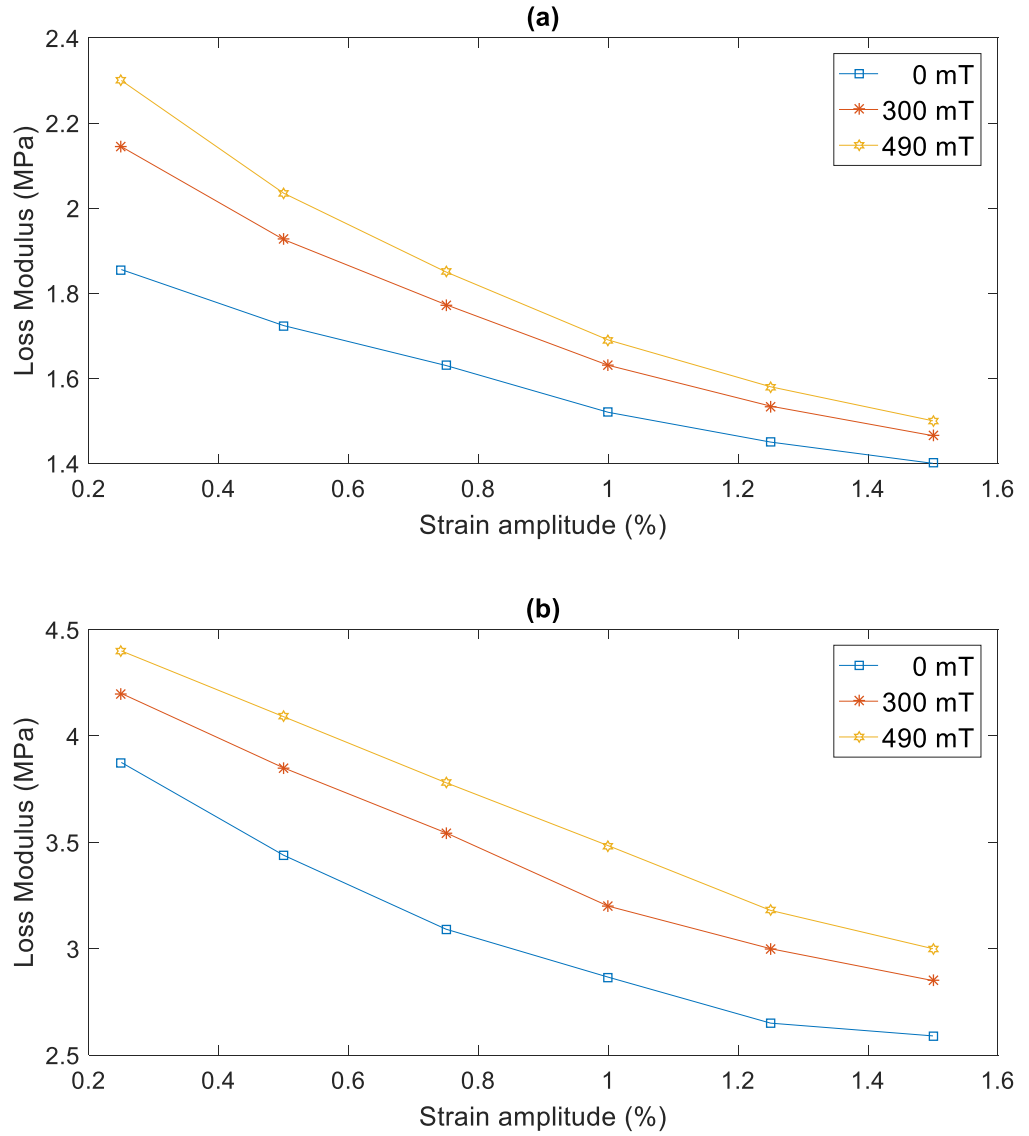 (a)
2.4
2.2
2
1.8
1.6
1.4
Loss Modulus (MPa)
0 mT
300 mT
490 mT
0.2 0.4 0.6 0.8 1 1.2 1.4 1.6
Strain amplitude (%)
(b)
4.5
4
3.5
3
2.5
Loss Modulus (MPa)
0 mT
300 mT
490 mT
0.2 0.4 0.6 0.8 1 1.2 1.4 1.6
Strain amplitude (%)